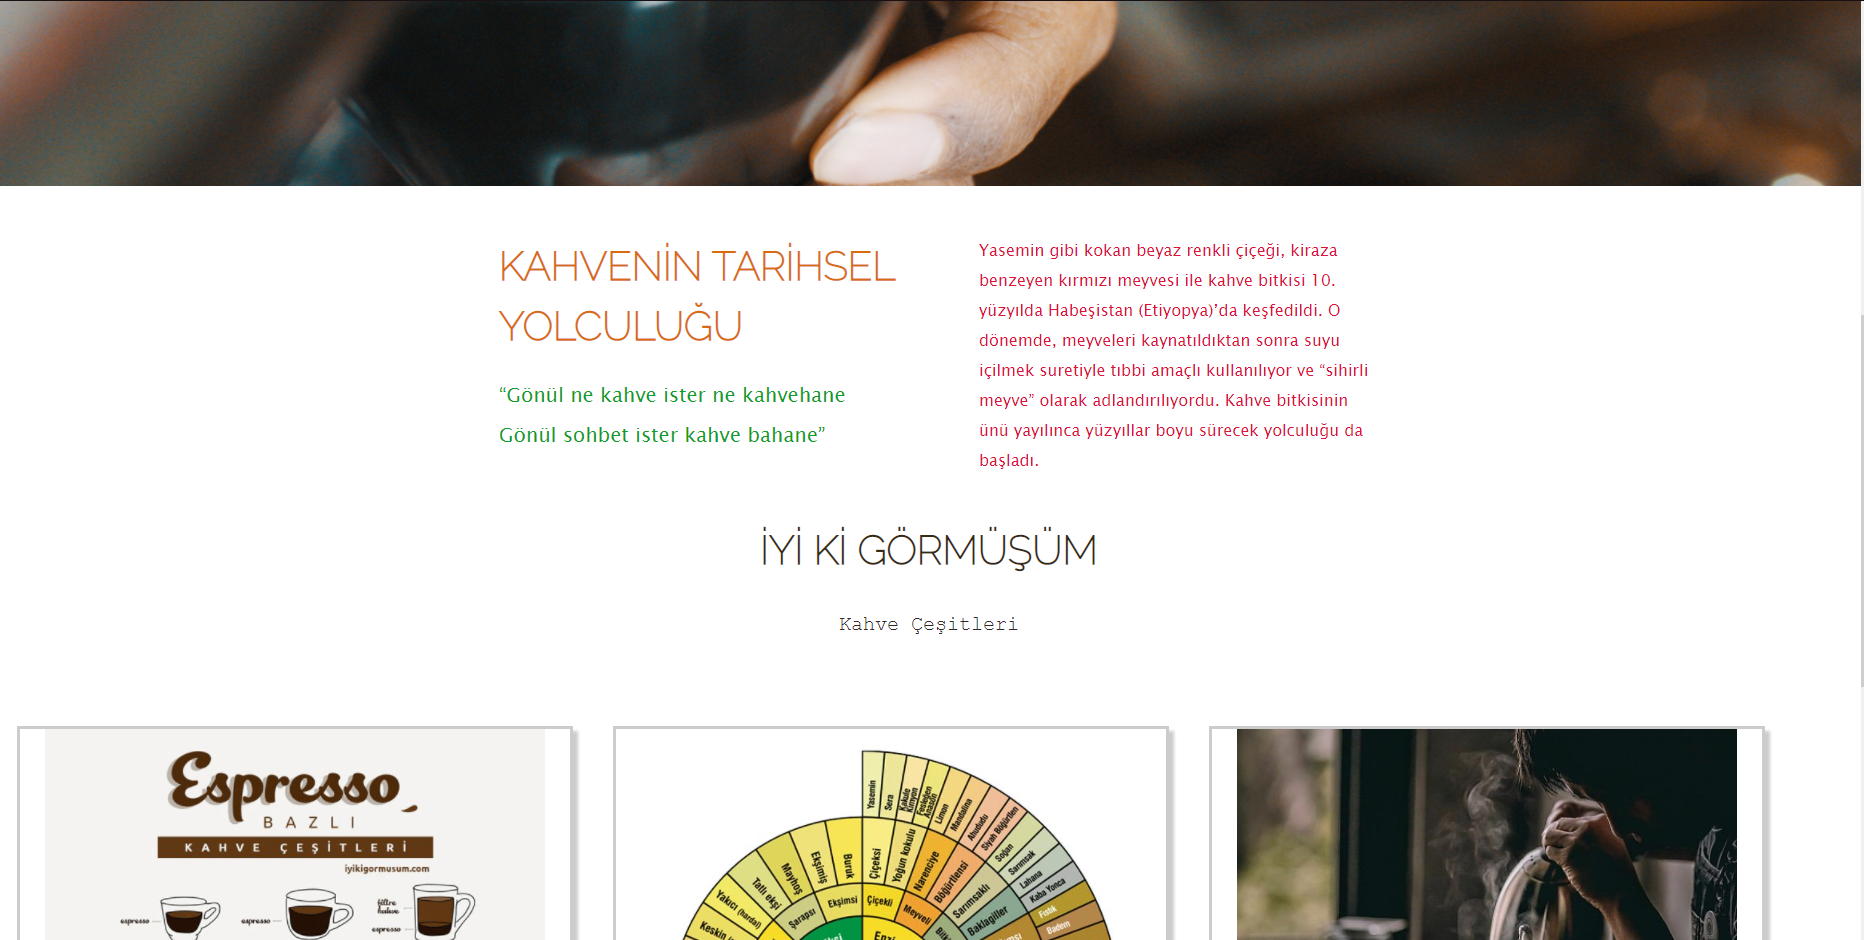 KAHVENİN TARİHSEL
YOLCULUĞU
“Gönül ne kahve ister ne kahvehane
Gönül sohbet ister kahve bahane”
Yasemin gibi kokan beyaz renkli çiçeği, kiraza
benzeyen kırmızı meyvesi ile kahve bitkisi 10.
yüzyılda Habeşistan (Etiyopya)’da keşfedildi. O
dönemde, meyveleri kaynatıldıktan sonra suyu
içilmek suretiyle tıbbi amaçlı kullanılıyor ve “sihirli
meyve” olarak adlandırılıyordu. Kahve bitkisinin
ünü yayılınca yüzyıllar boyu sürecek yolculuğu da
başladı.
İYİ Kİ GÖRMÜŞÜM
Kahve Çeşitleri
Espresso
BAZLI
KAHVE ÇEŞİTLERİ
iyikigormusum.com
espresso
espresso
filtre
kahve
espresso
Yasemin
Sera
Kakule
Kimyon
Anason
Limon
Mandalina
Ahududu
Siyah Böğürtlen
Soğan
Sarımsak
Lahana
Kaba Yonca
Fıstık
Badem
Keskin
Yakıcı (hardal)
Tatlı ekşi
Mayhoş
Ekşimiş
Buruk
Çiçeksi
Yoğun kokulu
Narenciye
Böğürtlensi
Sarımsaklı
Baklagiller
Şarapsı
Ekşimsi
Çiçekli
Meyveli